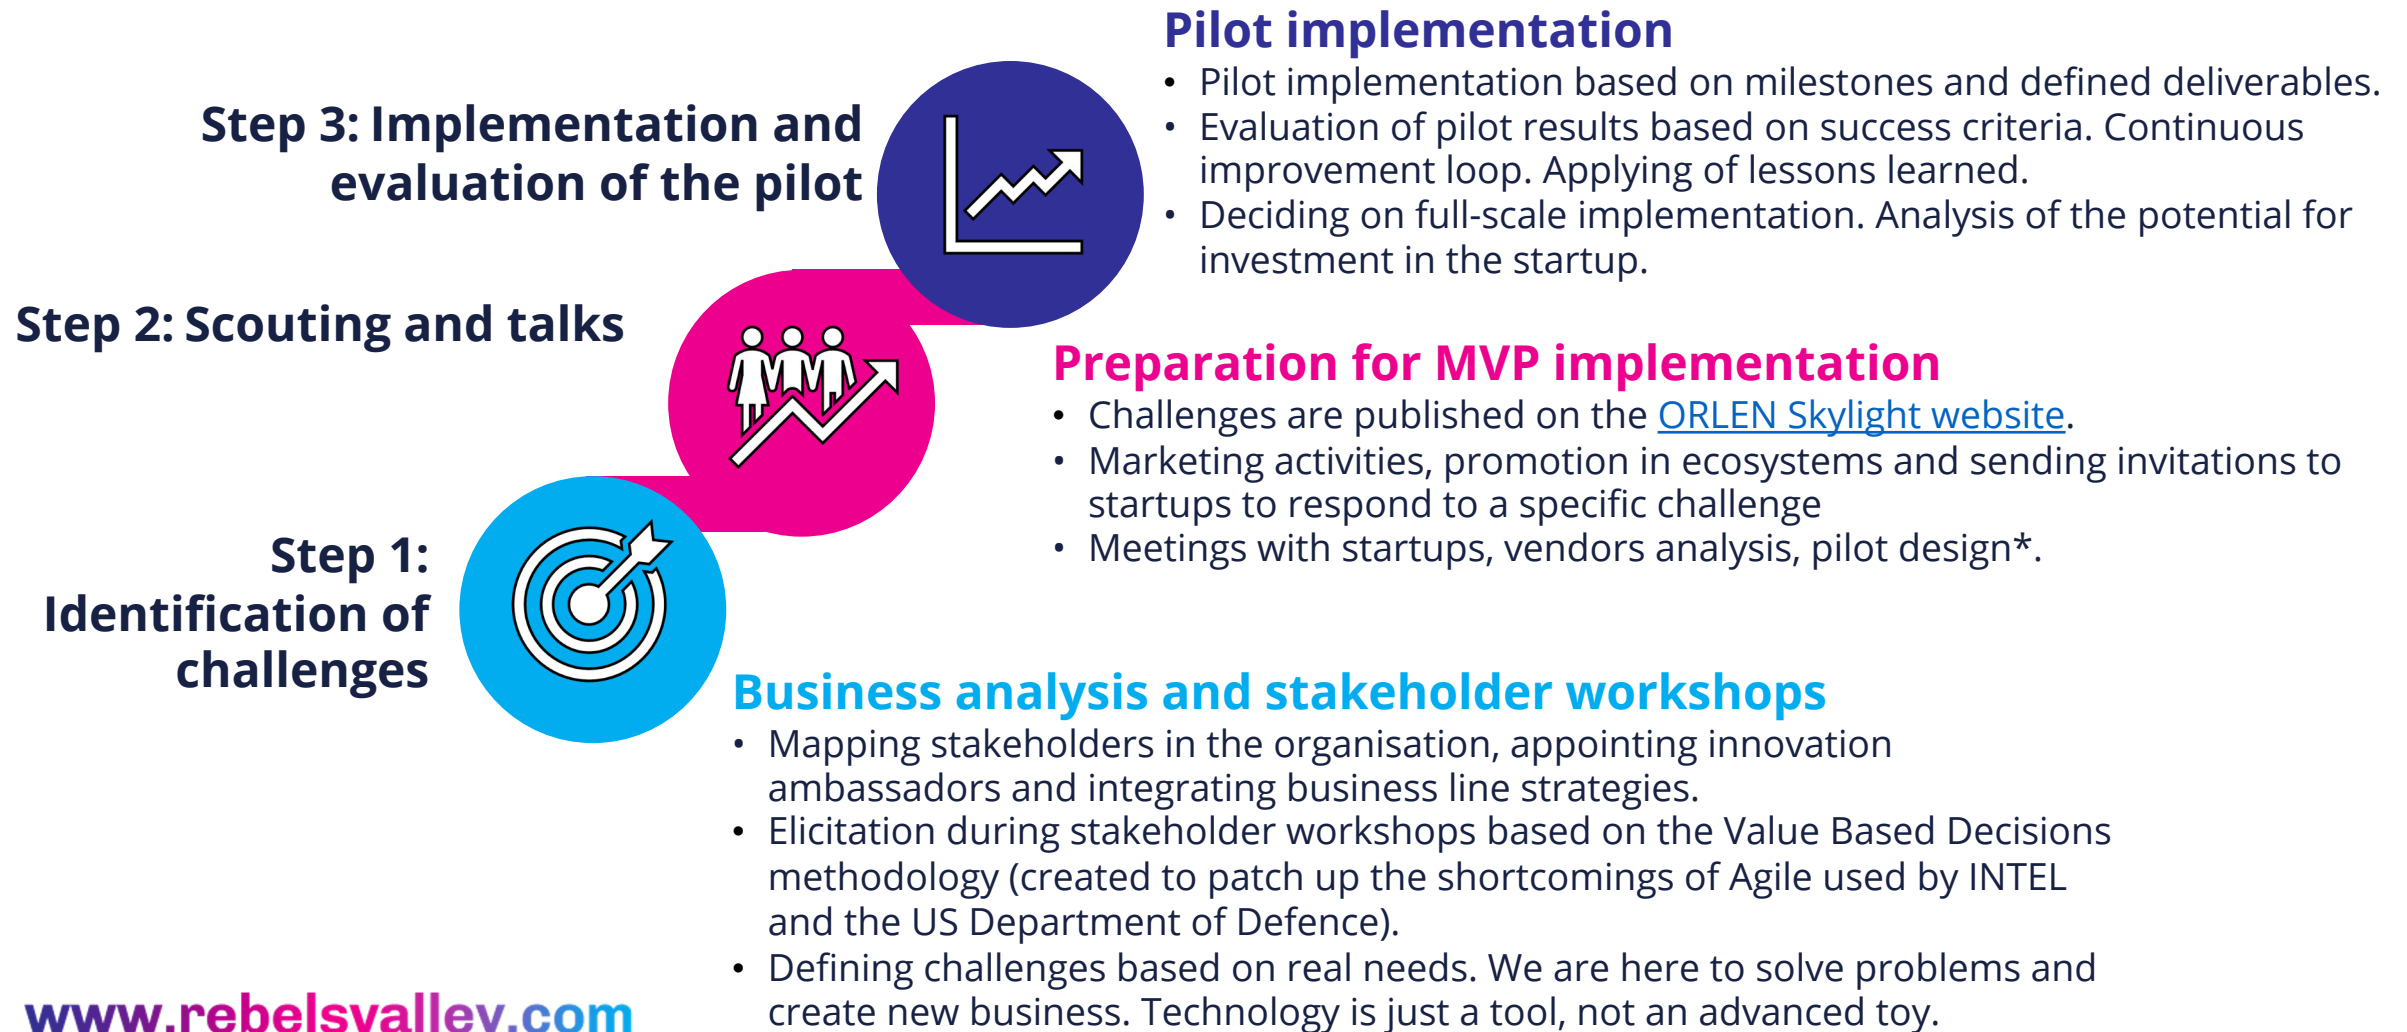 Pilot implementation
• Pilot implementation based on milestones and defined deliverables.
• Evaluation of pilot results based on success criteria. Continuous
improvement loop. Applying of lessons learned.
• Deciding on full-scale implementation. Analysis of the potential for
investment in the startup.
Step 3: Implementation and
evaluation of the pilot
Step 2: Scouting and talks
Preparation for MVP implementation
• Challenges are published on the ORLEN Skylight website.
• Marketing activities, promotion in ecosystems and sending invitations to
startups to respond to a specific challenge
• Meetings with startups, vendors analysis, pilot design*.
Step 1:
Identification of
challenges
Business analysis and stakeholder workshops
• Mapping stakeholders in the organisation, appointing innovation
ambassadors and integrating business line strategies.
• Elicitation during stakeholder workshops based on the Value Based Decisions
methodology (created to patch up the shortcomings of Agile used by INTEL
and the US Department of Defence).
• Defining challenges based on real needs. We are here to solve problems and
create new business. Technology is just a tool, not an advanced toy.
www.rebelsvalley.com